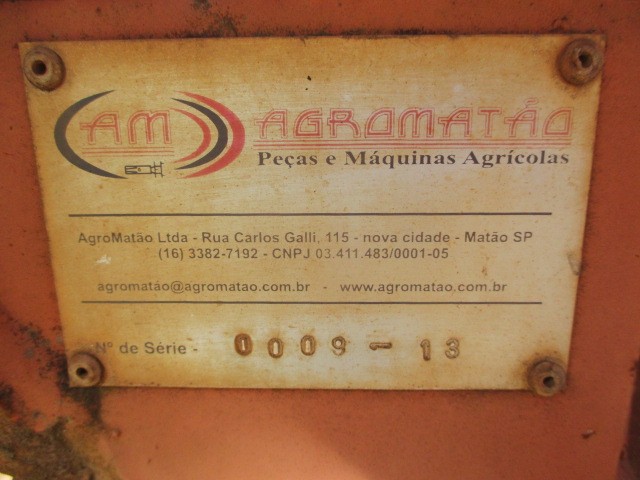 AM AGROMATÃO
Peças e Máquinas Agrícolas
AgroMatão Ltda - Rua Carlos Galli, 115 - nova cidade - Matão SP
(16) 3382-7192 - CNPJ 03.411.483/0001-05
agromatão@agromatao.com.br - www.agromatao.com.br
Nº de Série - 0009-13